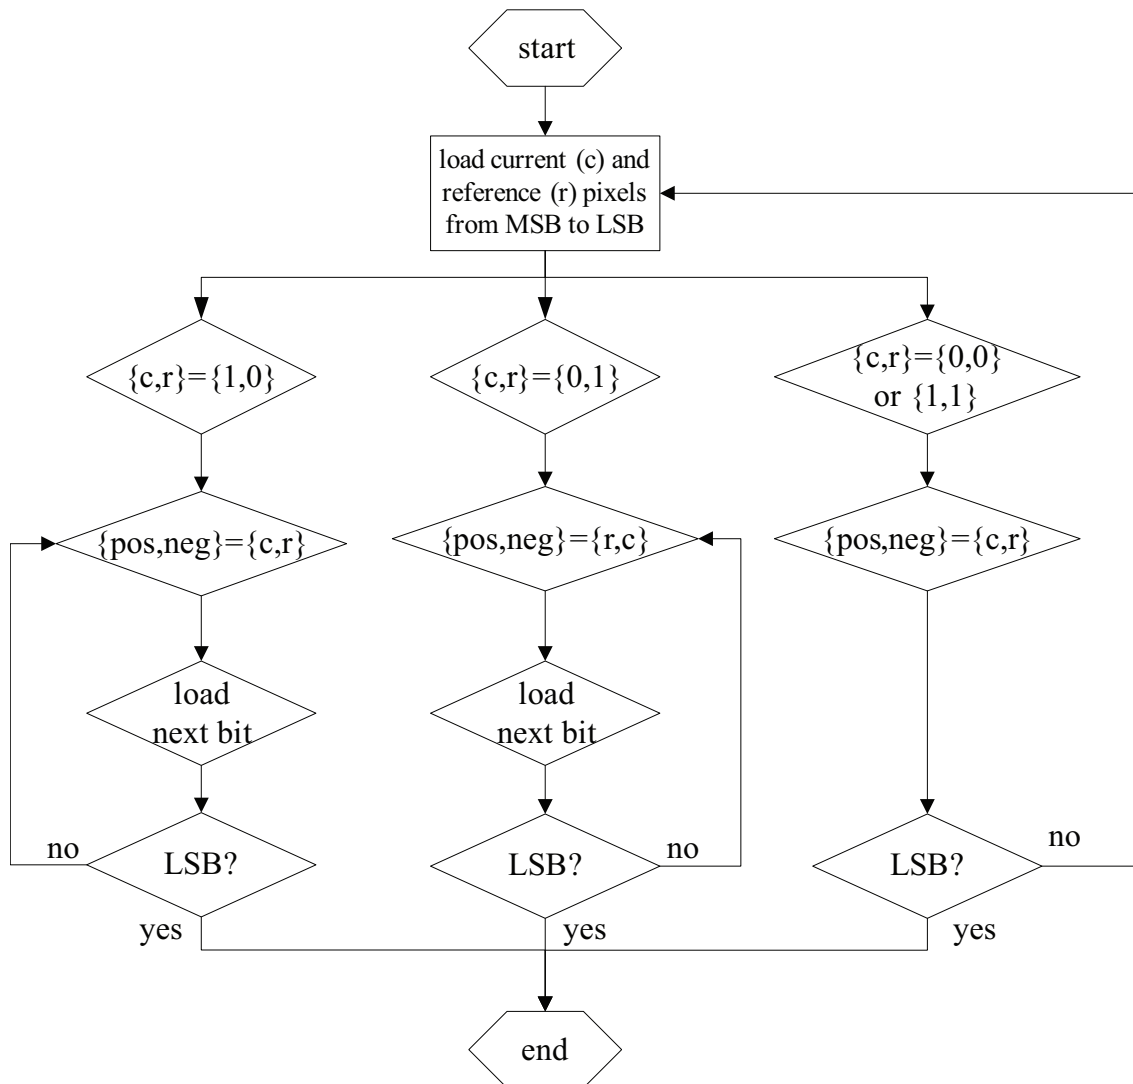 start
load current (c) and
reference (r) pixels
from MSB to LSB
{c,r}={1,0}
{c,r}={0,1}
{c,r}={0,0}
or {1,1}
{pos,neg}={c,r}
{pos,neg}={r,c}
{pos,neg}={c,r}
load
next bit
load
next bit
no
LSB?
LSB?
no
LSB?
no
yes
yes
yes
end